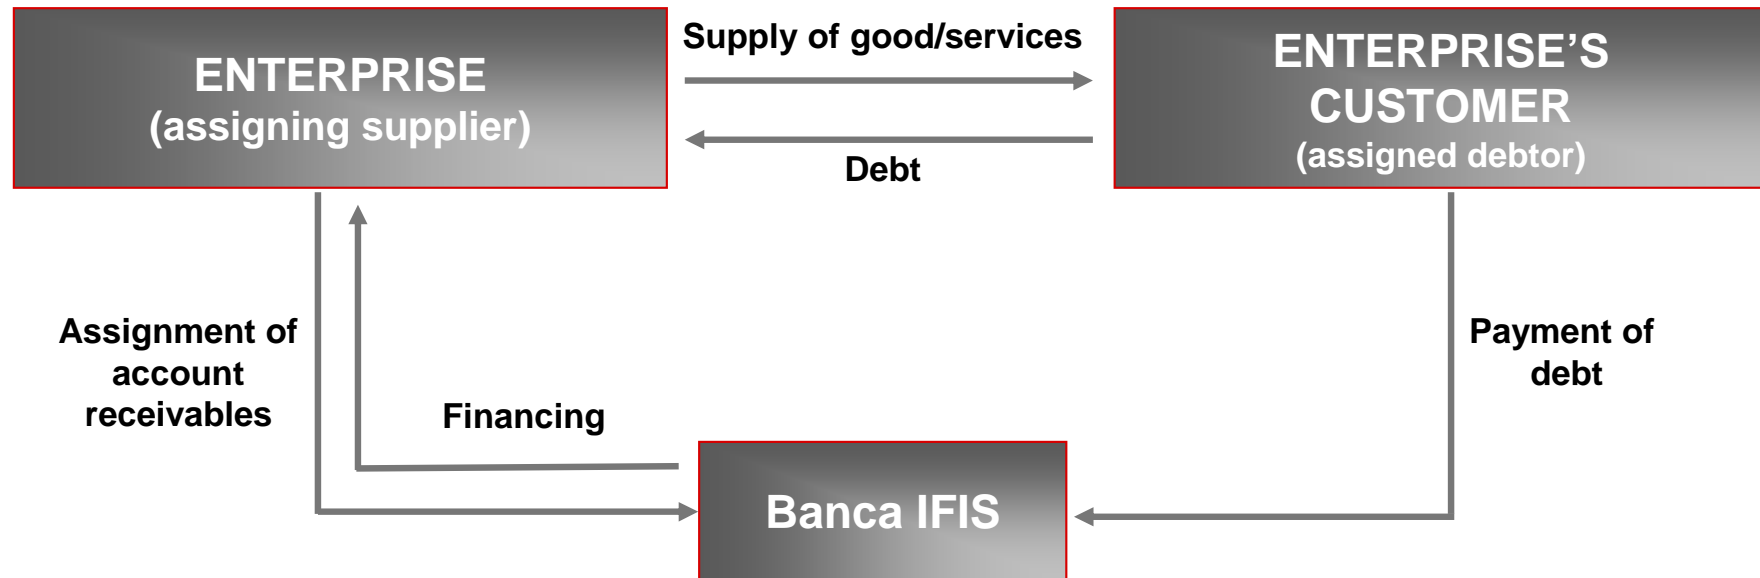 ENTERPRISE
(assigning supplier)
Supply of good/services
Debt
ENTERPRISE’S
CUSTOMER
(assigned debtor)
Assignment of
account
receivables
Financing
Payment of
debt
Banca IFIS